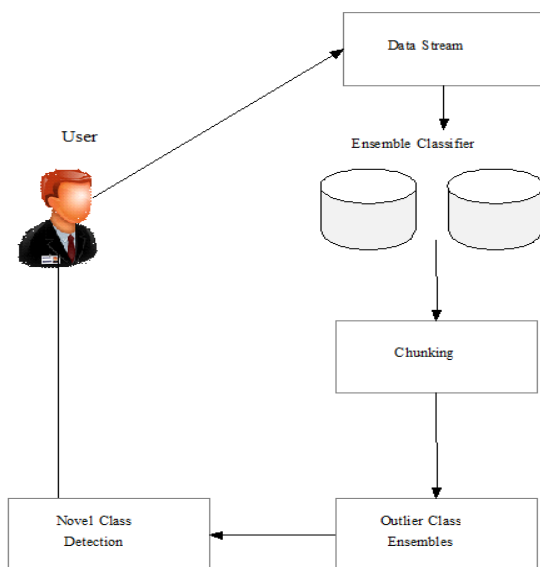 Data Stream
User
Ensemble Classifier
Chunking
Novel Class
Detection
Outlier Class
Ensembles